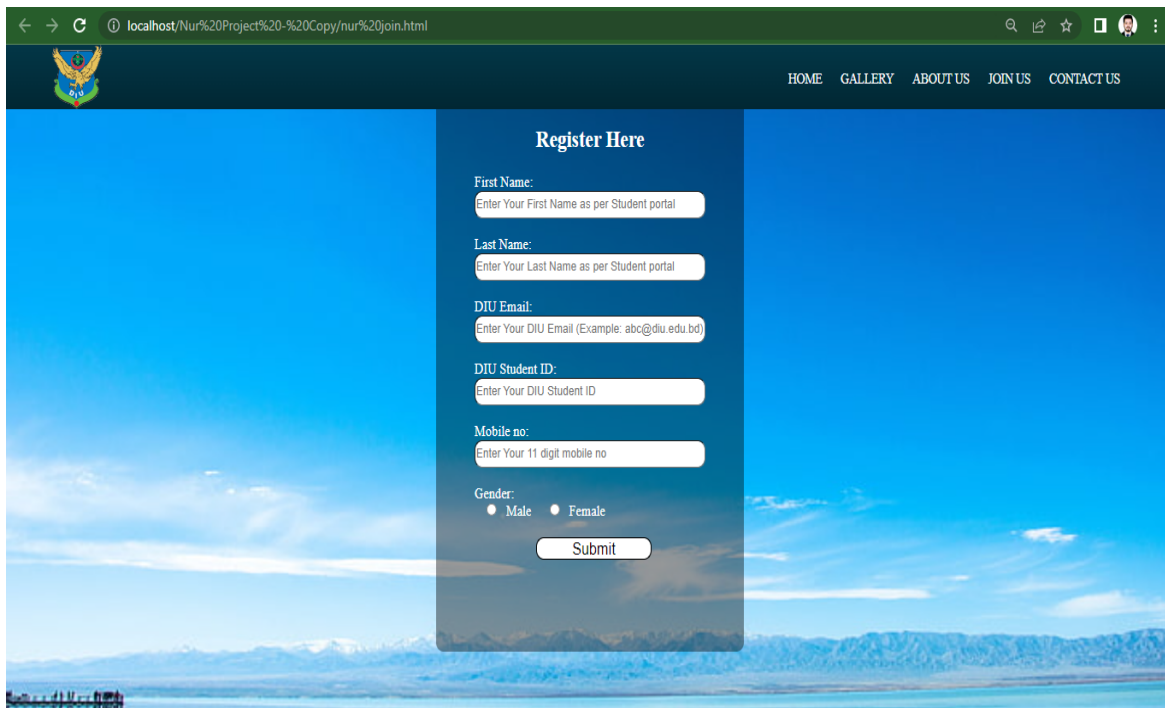 localhost/Nur%20Project%20-%20Copy/nur%20join.html
DIU
HOME GALLERY ABOUT US JOIN US CONTACT US
Register Here
First Name:
Enter Your First Name as per Student portal
Last Name:
Enter Your Last Name as per Student portal
DIU Email:
Enter Your DIU Email (Example: abc@diu.edu.bd)
DIU Student ID:
Enter Your DIU Student ID
Mobile no:
Enter Your 11 digit mobile no
Gender:
Male Female
Submit